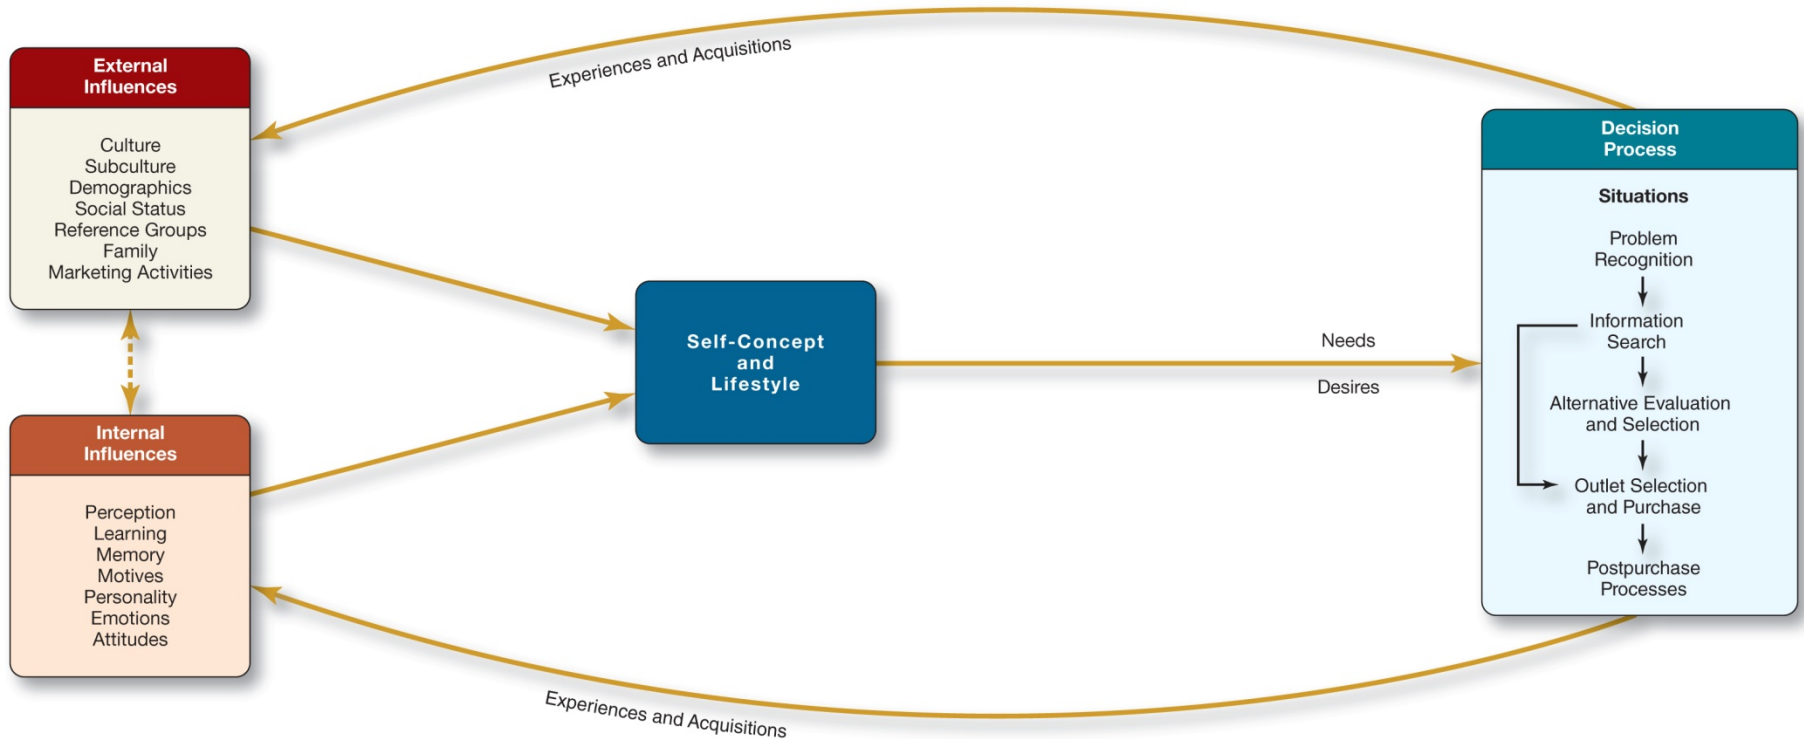 External
Influences
Culture
Subculture
Demographics
Social Status
Reference Groups
Family
Marketing Activities
Internal
Influences
Perception
Learning
Memory
Motives
Personality
Emotions
Attitudes
Experiences and Acquisitions
Self-Concept
and
Lifestyle
Needs
Desires
Experiences and Acquisitions
Decision
Process
Situations
Problem
Recognition
Information
Search
Alternative Evaluation
and Selection
Outlet Selection
and Purchase
Postpurchase
Processes